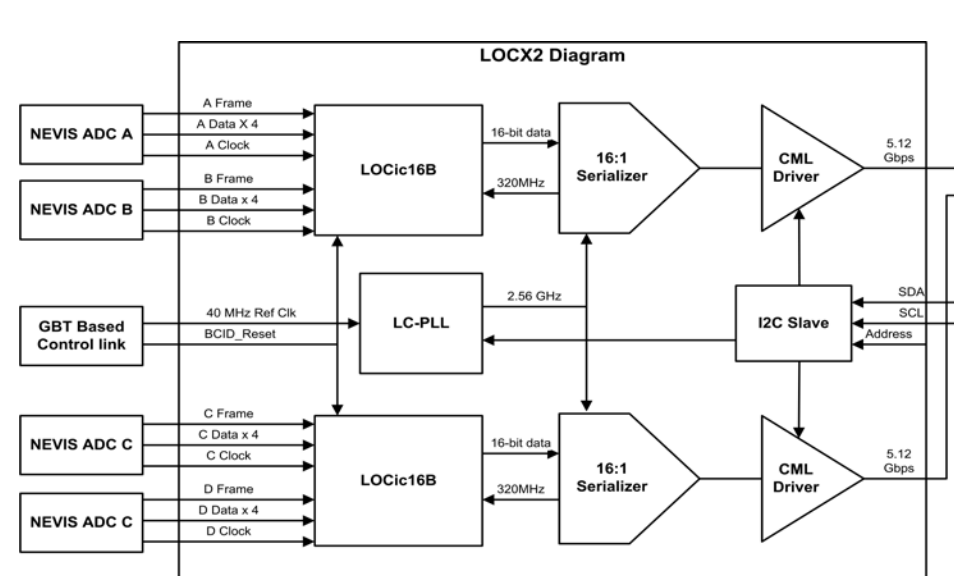 LOCX2 Diagram
NEVIS ADC A
A Frame
A Data X 4
A Clock
NEVIS ADC B
B Frame
B Data x 4
B Clock
LOCic16B
16-bit data
320MHz
16:1
Serializer
CML
Driver
5.12
Gbps
GBT Based
Control link
40 MHz Ref Clk
BCID_Reset
LC-PLL
2.56 GHz
I2C Slave
SDA
SCL
Address
NEVIS ADC C
C Frame
C Data x 4
C Clock
NEVIS ADC C
D Frame
D Data x 4
D Clock
LOCic16B
16-bit data
320MHz
16:1
Serializer
CML
Driver
5.12
Gbps